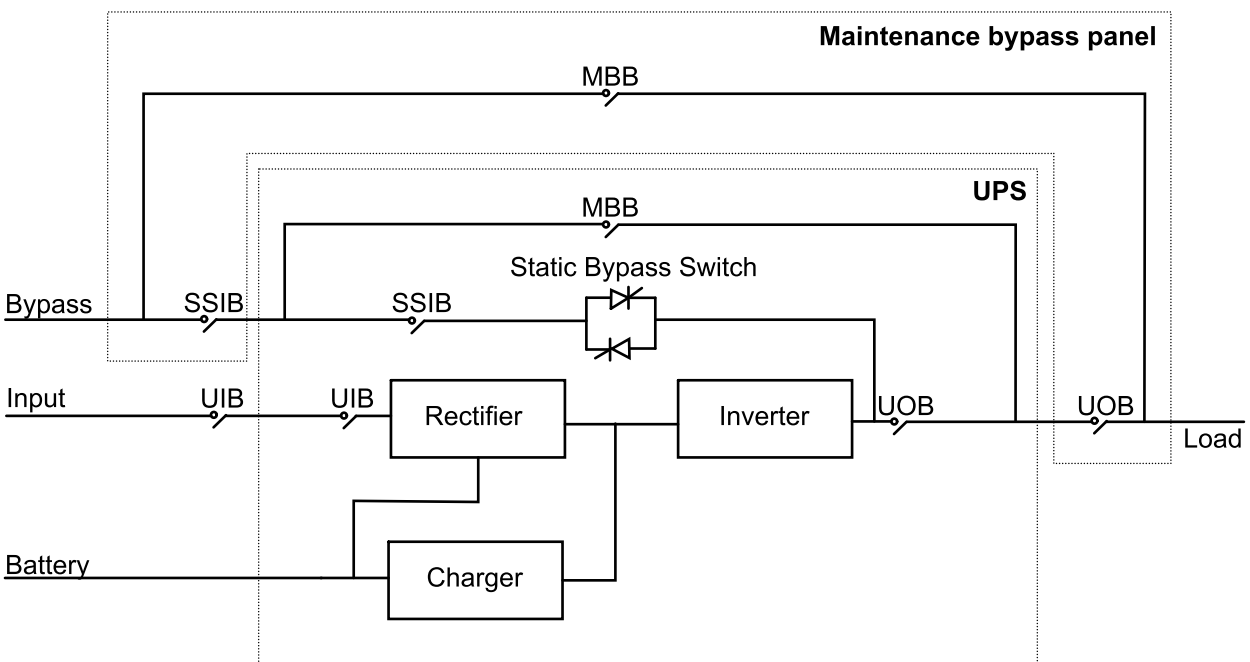 Maintenance bypass panel
MBB
UPS
MBB
Static Bypass Switch
Bypass
SSIB
SSIB
Input
UIB
UIB
Rectifier
Inverter
UOB
UOB
Load
Battery
Charger